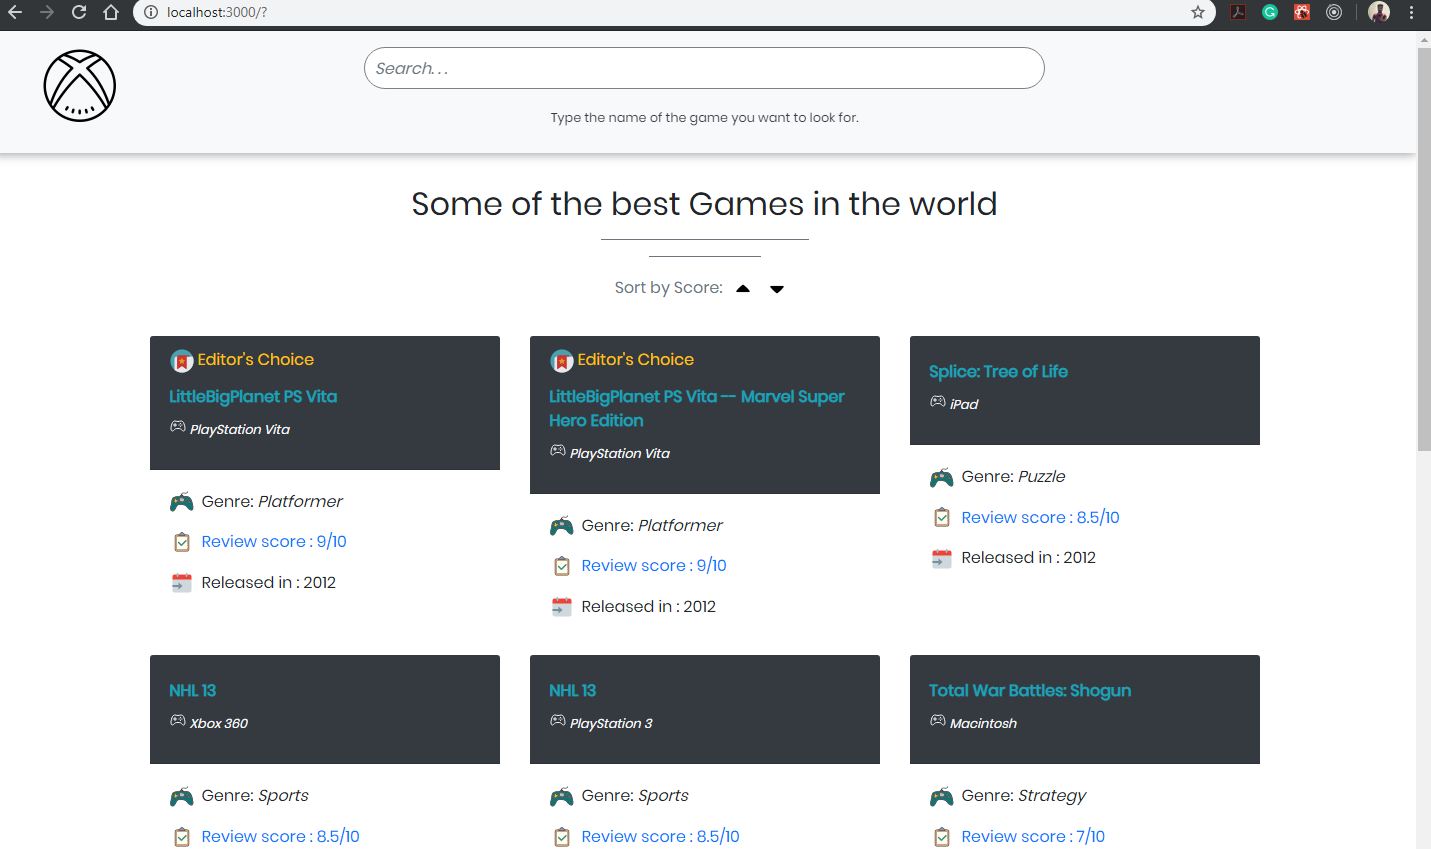 localhost:3000/?
Search...
Type the name of the game you want to look for.
Some of the best Games in the world
Sort by Score:
Editor's Choice
LittleBigPlanet PS Vita
PlayStation Vita
Genre: Platformer
Review score : 9/10
Released in : 2012
Editor's Choice
LittleBigPlanet PS Vita -- Marvel Super
Hero Edition
PlayStation Vita
Genre: Platformer
Review score : 9/10
Released in : 2012
Splice: Tree of Life
iPad
Genre: Puzzle
Review score : 8.5/10
Released in : 2012
NHL 13
Xbox 360
Genre: Sports
Review score : 8.5/10
NHL 13
PlayStation 3
Genre: Sports
Review score : 8.5/10
Total War Battles: Shogun
Macintosh
Genre: Strategy
Review score : 7/10